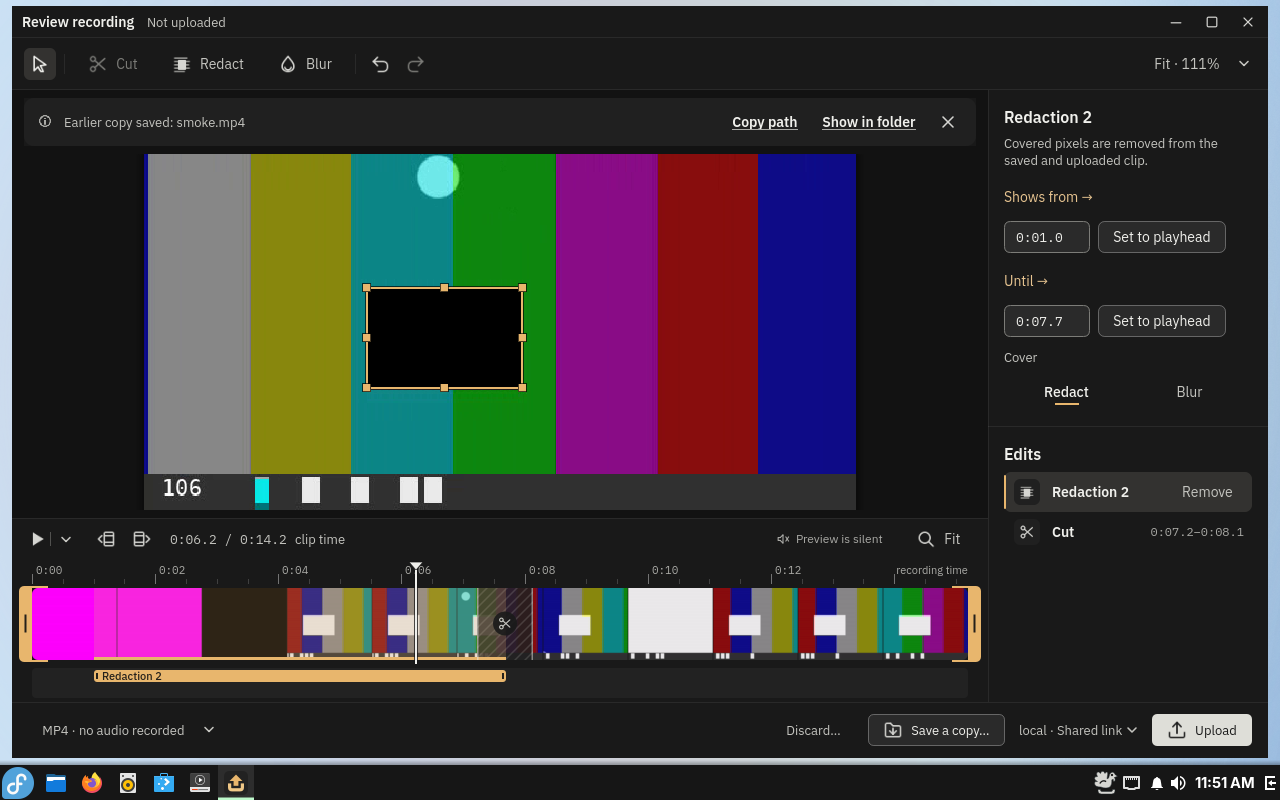 Review recording Not uploaded
Cut Redact Blur Fit · 111%
Earlier copy saved: smoke.mp4 Copy path Show in folder
106
Redaction 2
Covered pixels are removed from the
saved and uploaded clip.
Shows from →
0:01.0 Set to playhead
Until →
0:07.7 Set to playhead
Cover
Redact Blur
Edits
Redaction 2 Remove
Cut 0:07.2–0:08.1
0:06.2 / 0:14.2 clip time Preview is silent Fit
0:00 0:02 0:04 0:06 0:08 0:10 0:12 recording time
Redaction 2
MP4 · no audio recorded Discard... Save a copy... local · Shared link Upload
11:51 AM